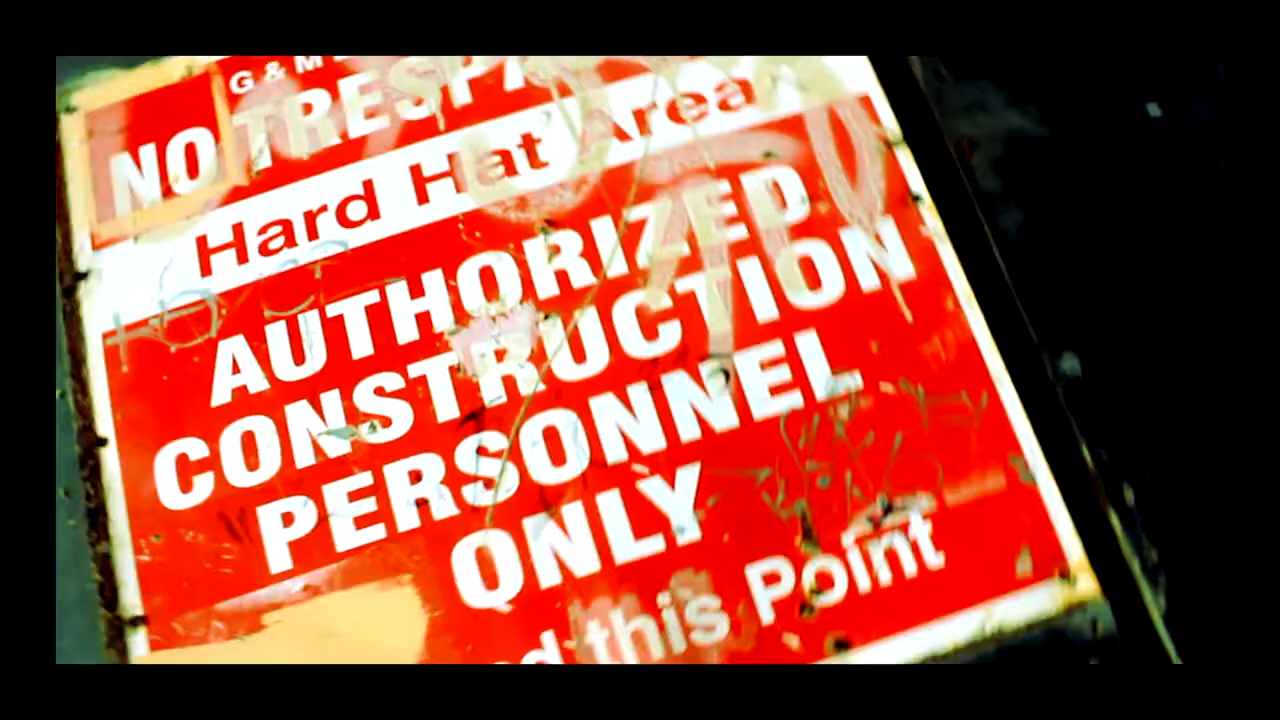 G & M
NO TRESPA
Hard Hat Area
AUTHORIZED
CONSTRUCTION
PERSONNEL
ONLY
d this Point